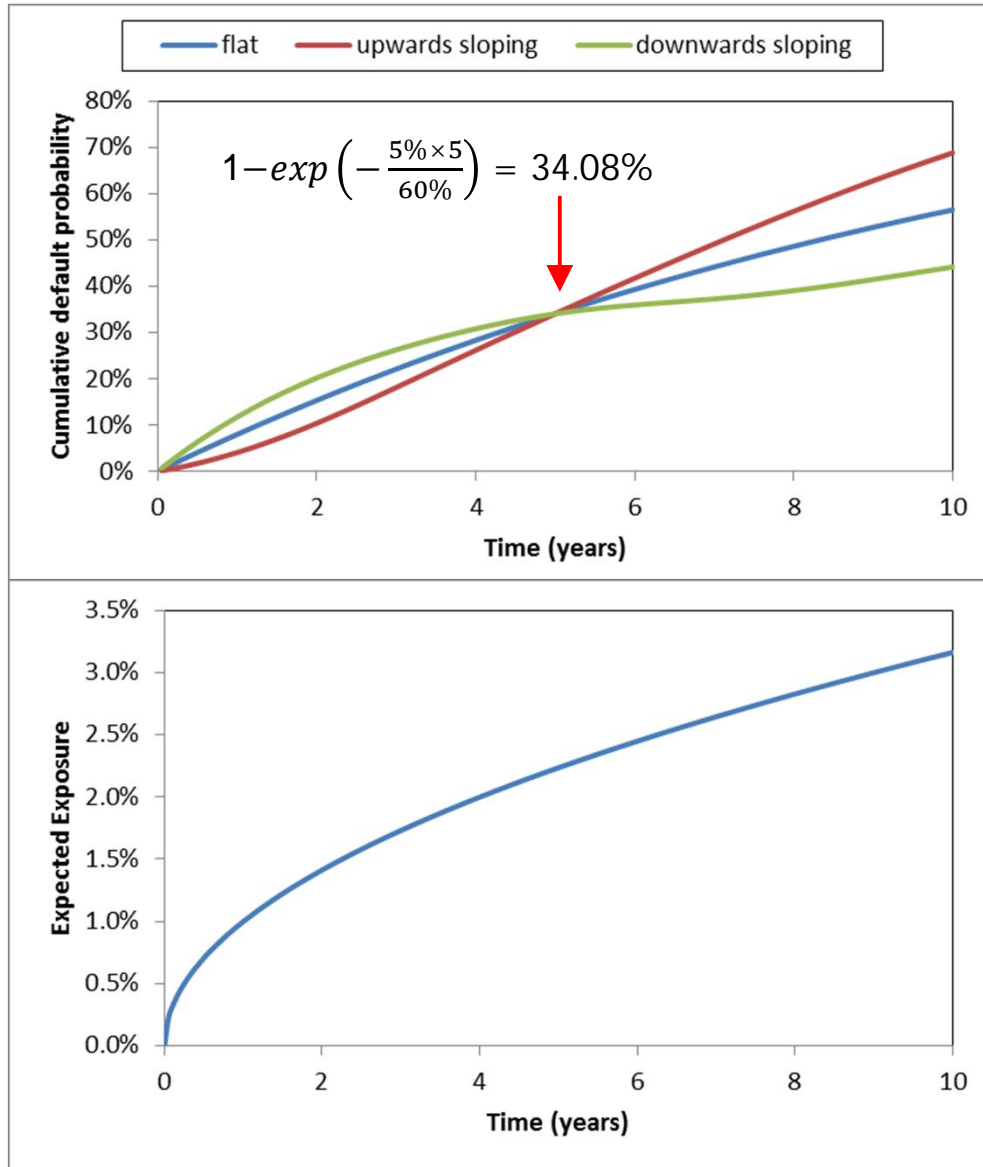 flat upwards sloping downwards sloping
80%
70%
60%
50%
40%
30%
20%
10%
0%
Cumulative default probability
1−exp(−5%×5/60%) = 34.08%
0 2 4 6 8 10
Time (years)
3.5%
3.0%
2.5%
2.0%
1.5%
1.0%
0.5%
0.0%
Expected Exposure
0 2 4 6 8 10
Time (years)